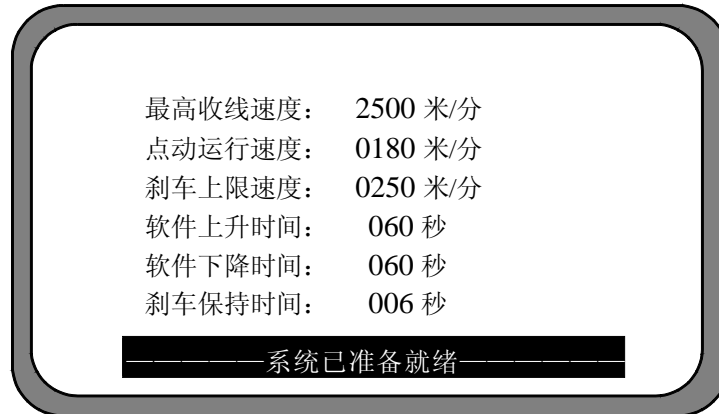 最高收线速度： 2500 米/分
点动运行速度： 0180 米/分
刹车上限速度： 0250 米/分
软件上升时间： 060 秒
软件下降时间： 060 秒
刹车保持时间： 006 秒
——————系统已准备就绪——————